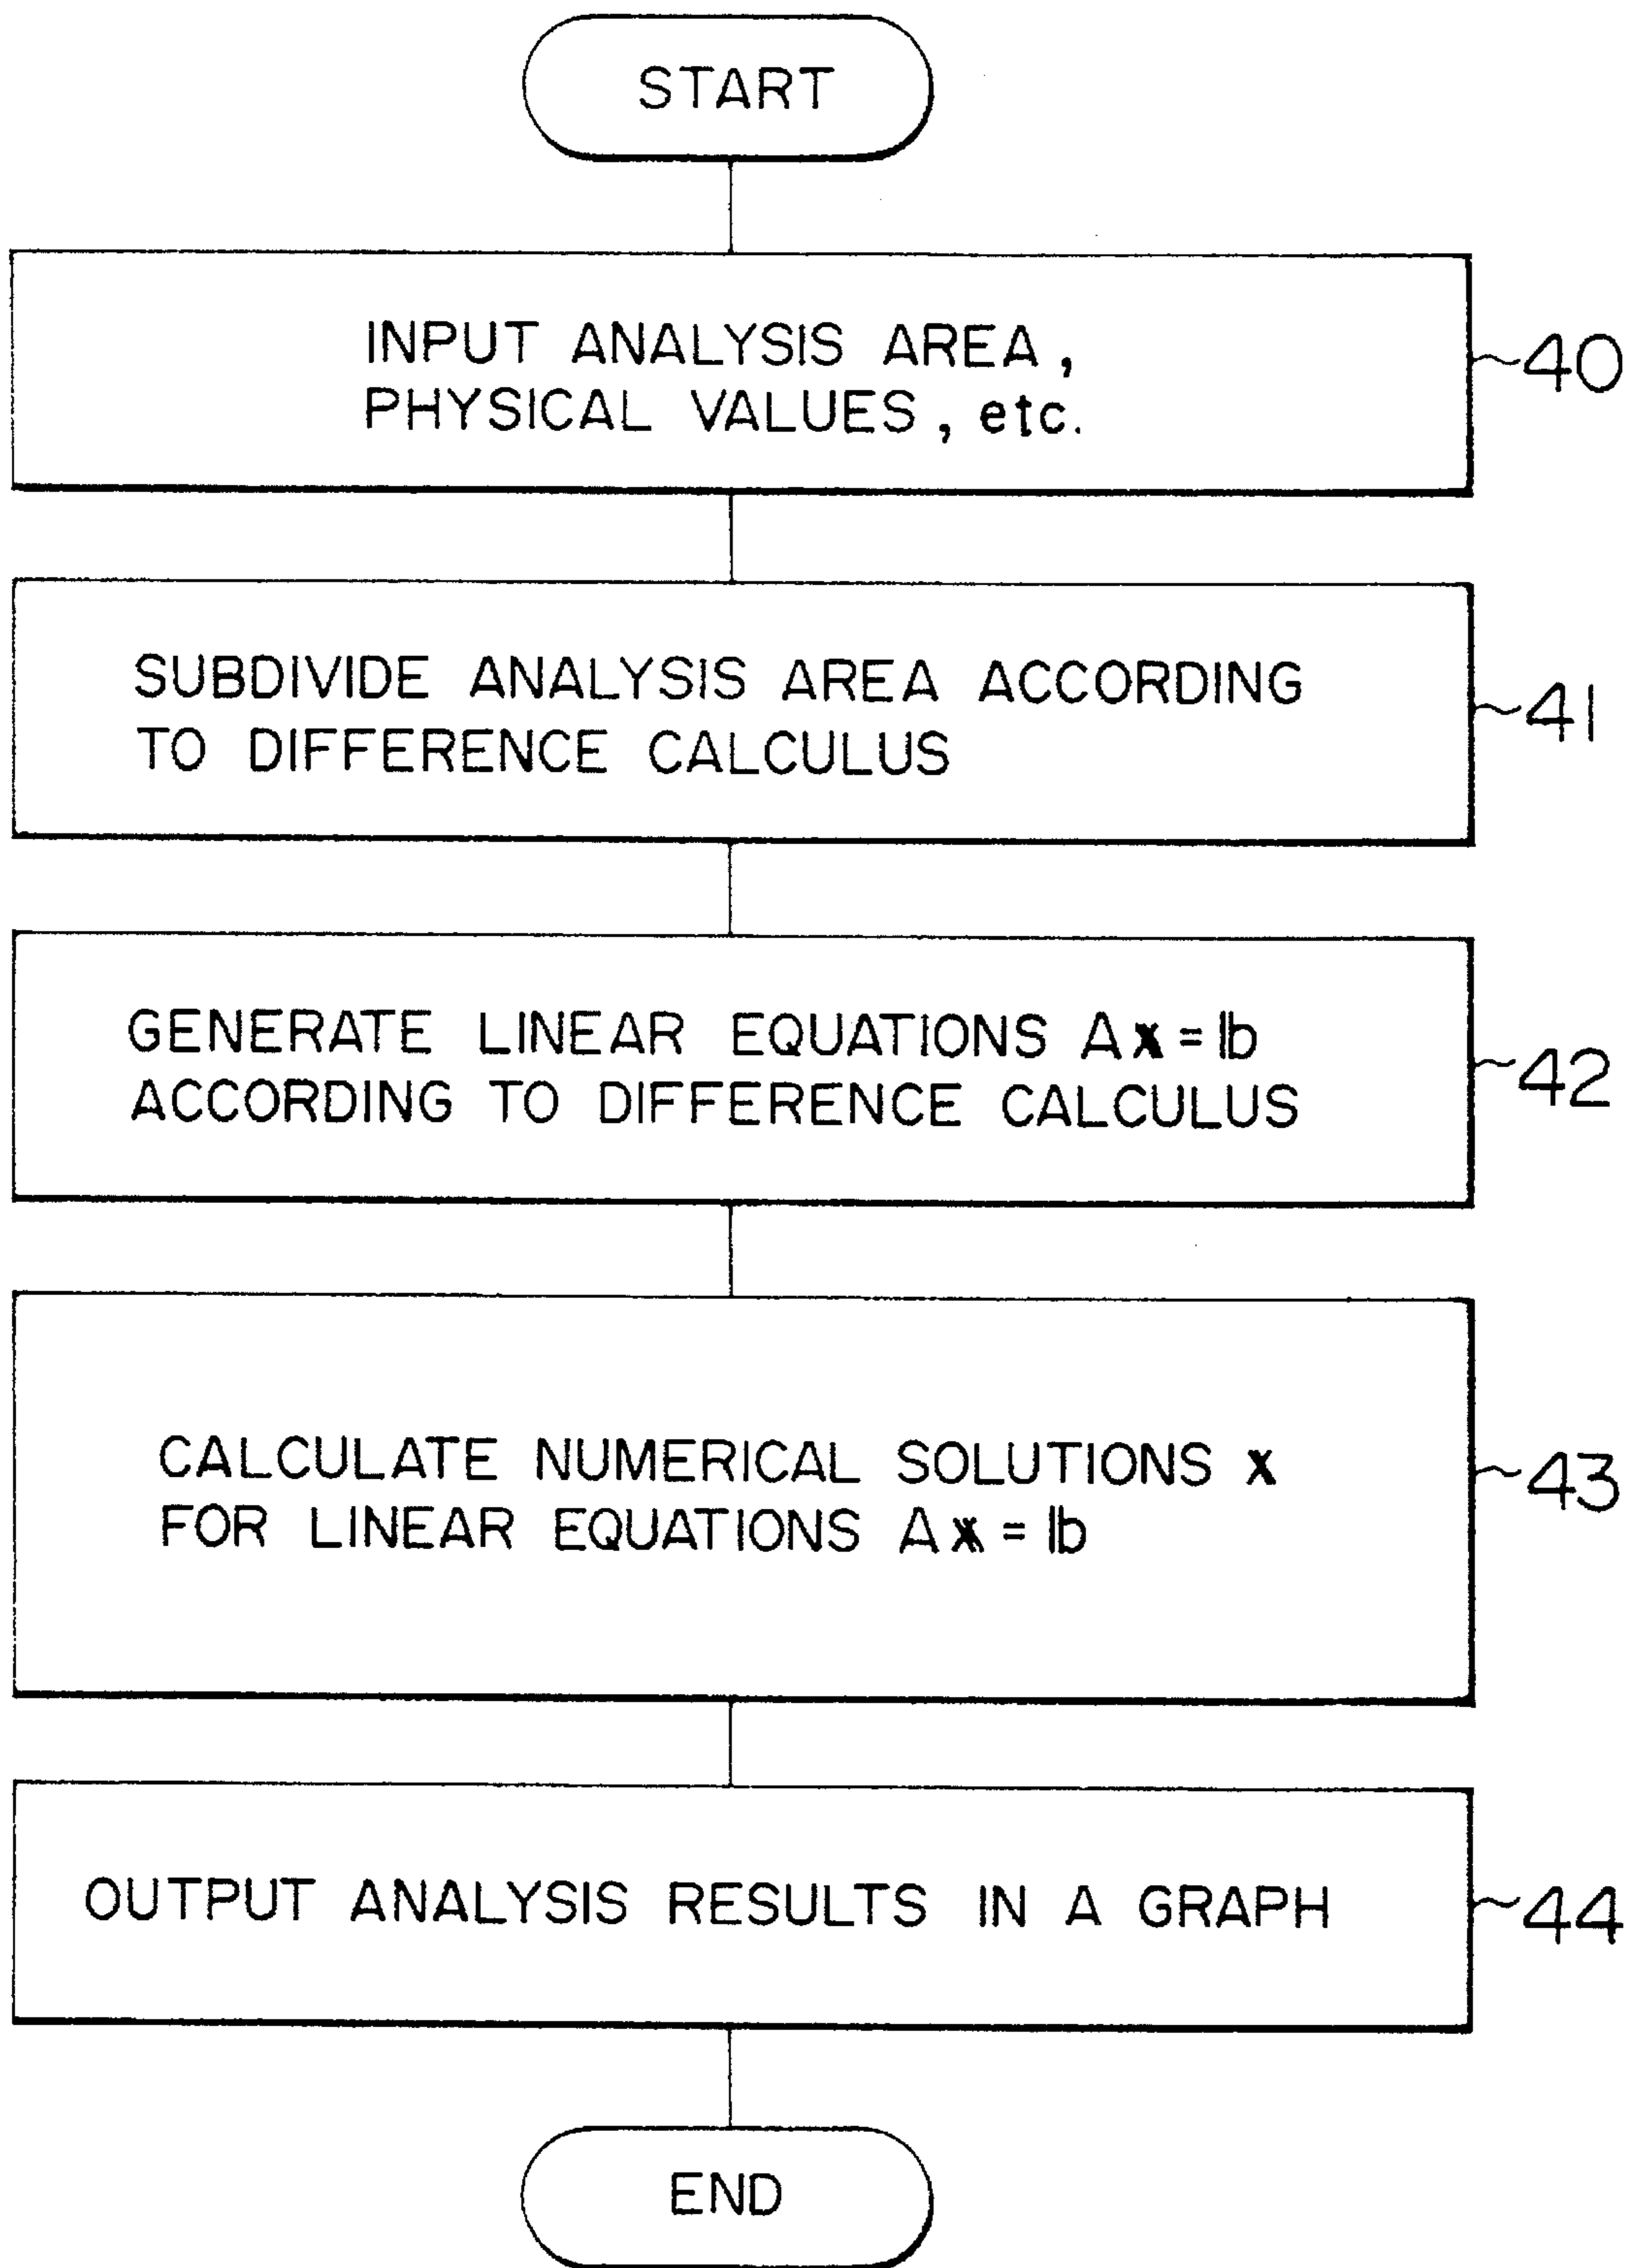 START
INPUT ANALYSIS AREA,
PHYSICAL VALUES, etc.
40
SUBDIVIDE ANALYSIS AREA ACCORDING
TO DIFFERENCE CALCULUS
41
GENERATE LINEAR EQUATIONS A𝐱 = 𝐛
ACCORDING TO DIFFERENCE CALCULUS
42
CALCULATE NUMERICAL SOLUTIONS 𝐱
FOR LINEAR EQUATIONS A𝐱 = 𝐛
43
OUTPUT ANALYSIS RESULTS IN A GRAPH
44
END